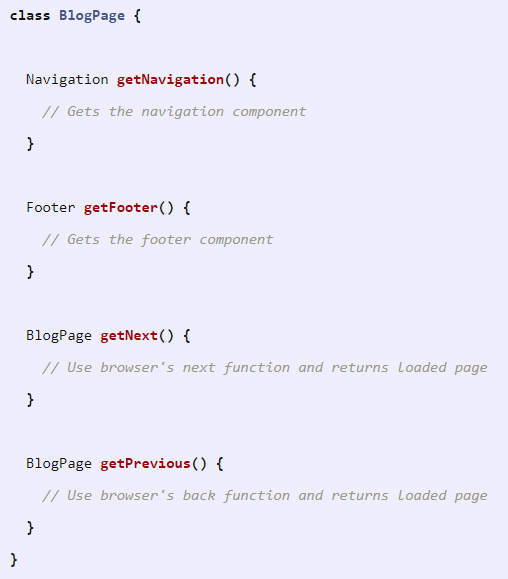 class BlogPage {
Navigation getNavigation() {
// Gets the navigation component
}
Footer getFooter() {
// Gets the footer component
}
BlogPage getNext() {
// Use browser's next function and returns loaded page
}
BlogPage getPrevious() {
// Use browser's back function and returns loaded page
}
}